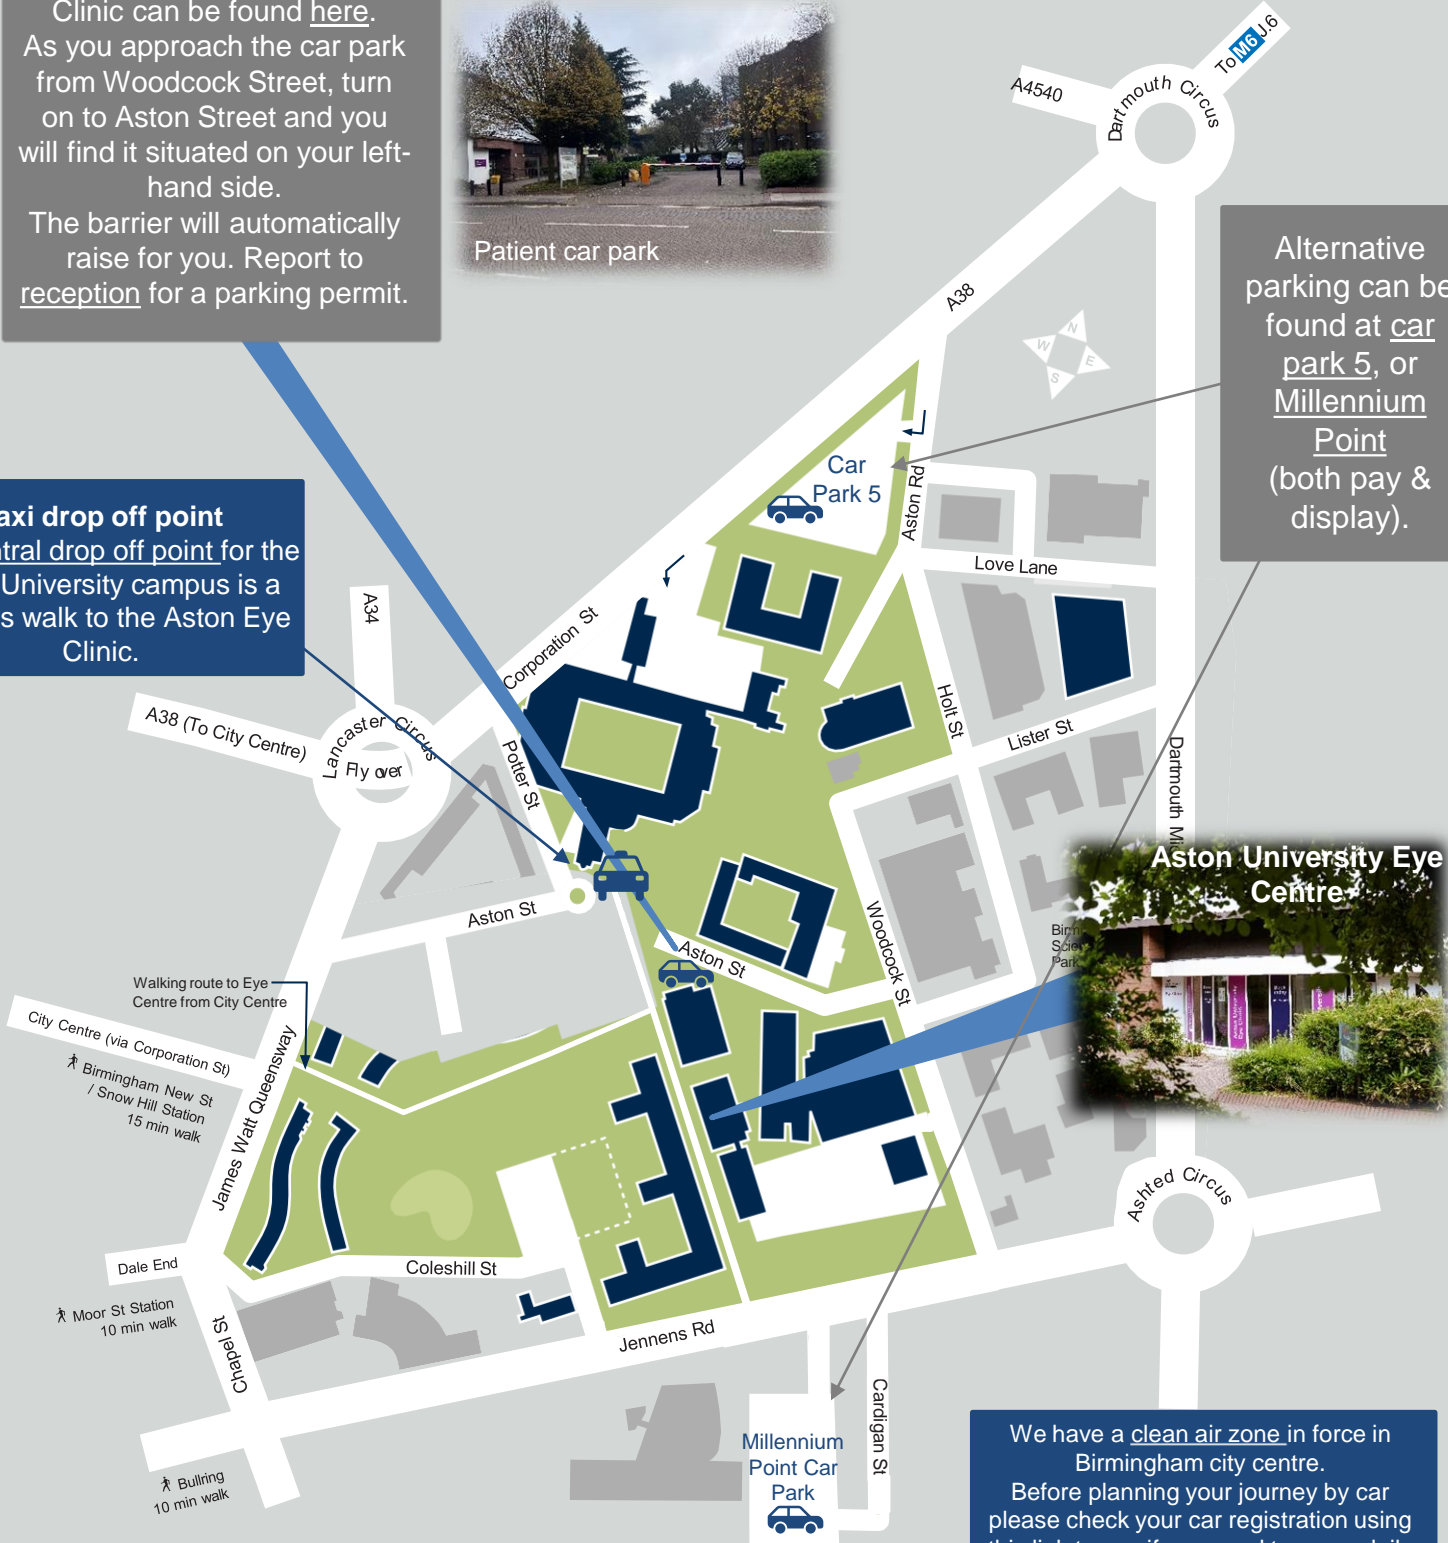 Clinic can be found here.
As you approach the car park
from Woodcock Street, turn
on to Aston Street and you
will find it situated on your left-
hand side.
The barrier will automatically
raise for you. Report to
reception for a parking permit.
Patient car park
To M6 J.6
A4540
Dartmouth Circus
A38
N
E
S
W
Alternative
parking can be
found at car
park 5, or
Millennium
Point
(both pay &
display).
Car
Park 5
Aston Rd
Love Lane
axi drop off point
ntral drop off point for the
University campus is a
s walk to the Aston Eye
Clinic.
A34
Corporation St
A38 (To City Centre)
Lancaster Circus
Fly over
Potter St
Holt St
Lister St
Dartmouth Mi
Aston St
Aston St
Woodcock St
Aston University Eye
Centre
Birm
Scie
Park
Aston University
Eye Clinic
Walking route to Eye
Centre from City Centre
City Centre (via Corporation St)
Birmingham New St
/ Snow Hill Station
15 min walk
James Watt Queensway
Ashted Circus
Dale End
Coleshill St
Moor St Station
10 min walk
Chapel St
Jennens Rd
Cardigan St
Bullring
10 min walk
Millennium
Point Car
Park
We have a clean air zone in force in
Birmingham city centre.
Before planning your journey by car
please check your car registration using